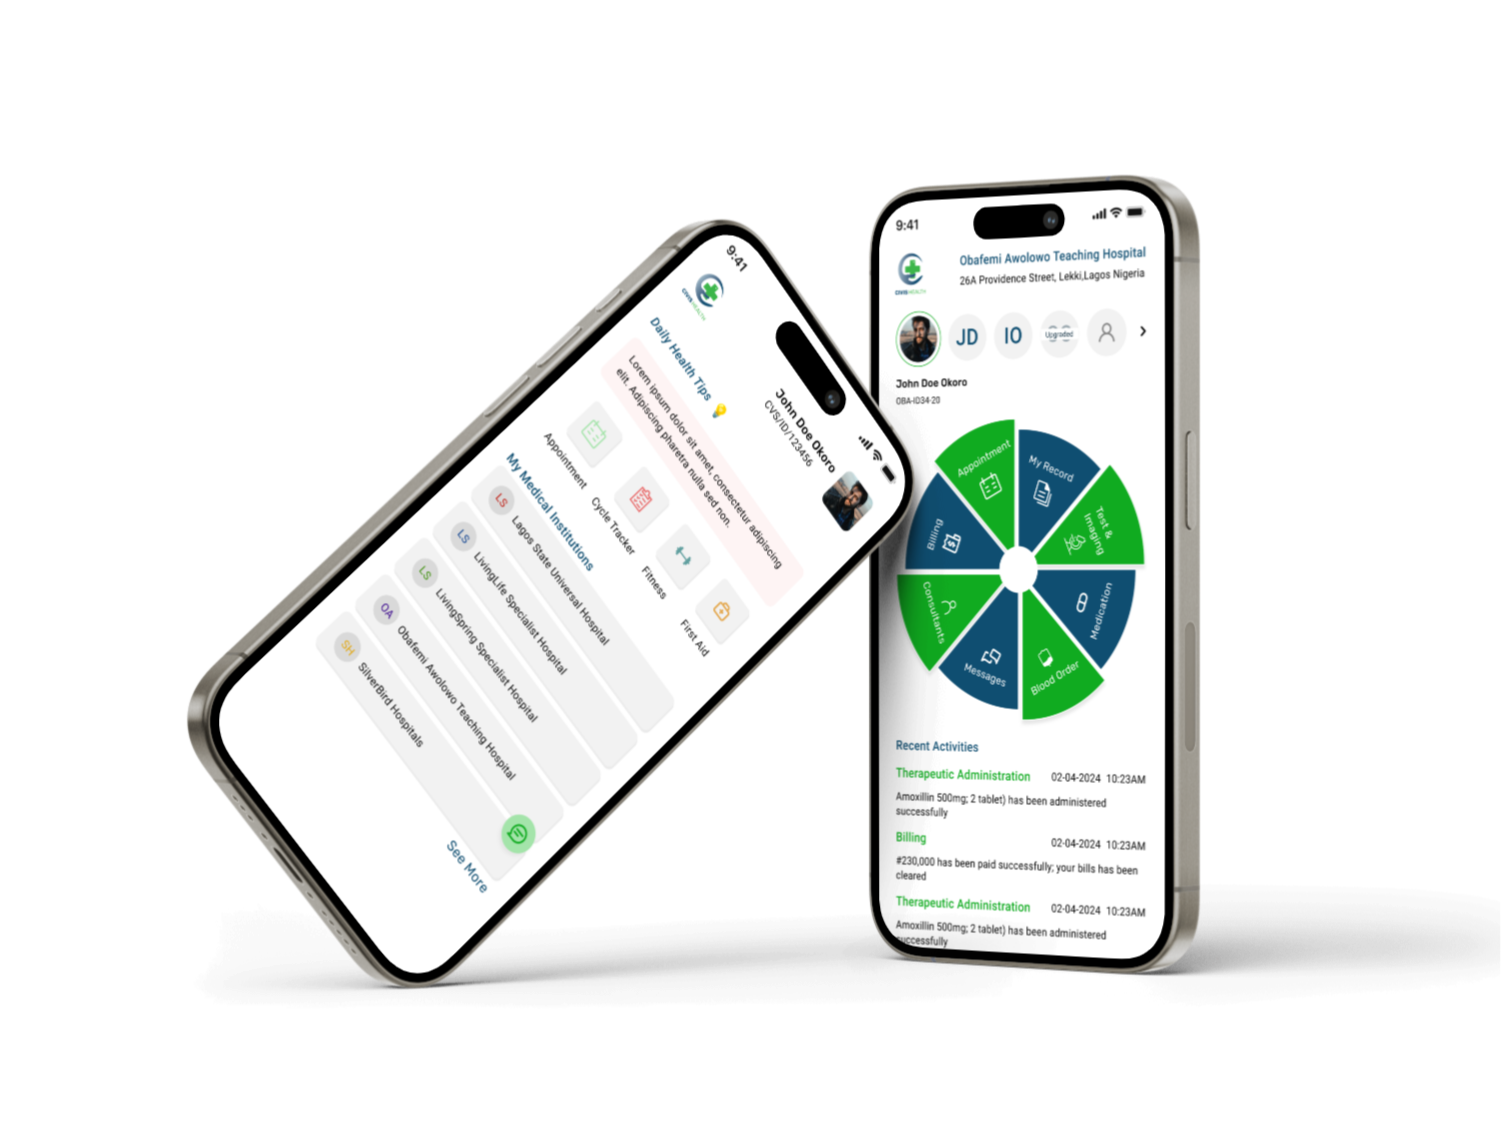 9:41
CIVIS HEALTH
John Doe Okoro
CVS/ID/123456
Daily Health Tips
Lorem ipsum dolor sit amet, consectetur adipiscing
elit. Adipiscing pharetra nulla sed non.
Appointment
Cycle Tracker
Fitness
First Aid
My Medical Institutions
LS
Lagos State Universal Hospital
LS
LivingLife Specialist Hospital
LS
LivingSpring Specialist Hospital
OA
Obafemi Awolowo Teaching Hospital
SH
SilverBird Hospitals
See More
9:41
CIVIS HEALTH
Obafemi Awolowo Teaching Hospital
26A Providence Street, Lekki,Lagos Nigeria
JD
IO
Upgraded
John Doe Okoro
OBA-ID34-20
Appointment
My Record
Test &
Imaging
Medication
Blood Order
Messages
Consultants
Billing
Recent Activities
Therapeutic Administration 02-04-2024 10:23AM
Amoxillin 500mg; 2 tablet) has been administered
successfully
Billing 02-04-2024 10:23AM
#230,000 has been paid successfully; your bills has been
cleared
Therapeutic Administration 02-04-2024 10:23AM
Amoxillin 500mg; 2 tablet) has been administered
successfully